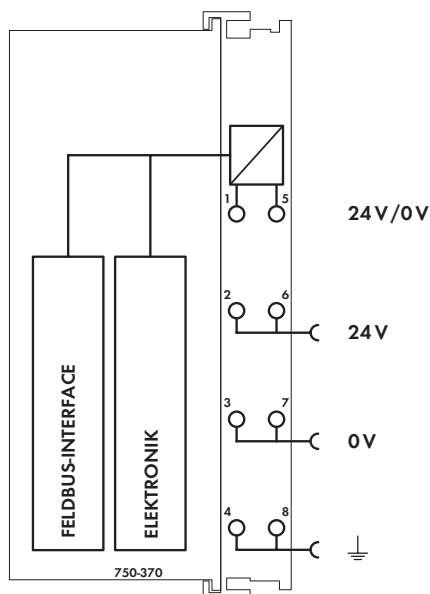 1 5
24 V/0 V
2 6
24 V
3 7
0 V
4 8
FELDBUS-INTERFACE
ELEKTRONIK
750-370